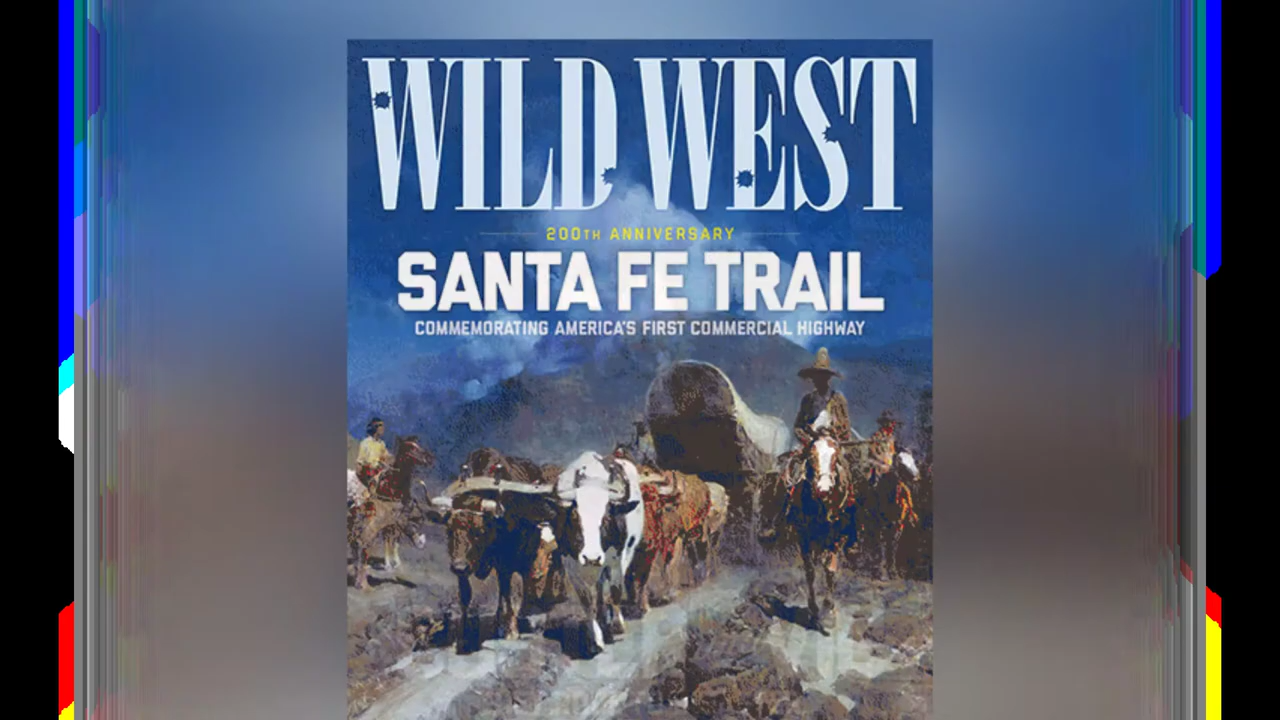 WILD WEST
200TH ANNIVERSARY
SANTA FE TRAIL
COMMEMORATING AMERICA'S FIRST COMMERCIAL HIGHWAY